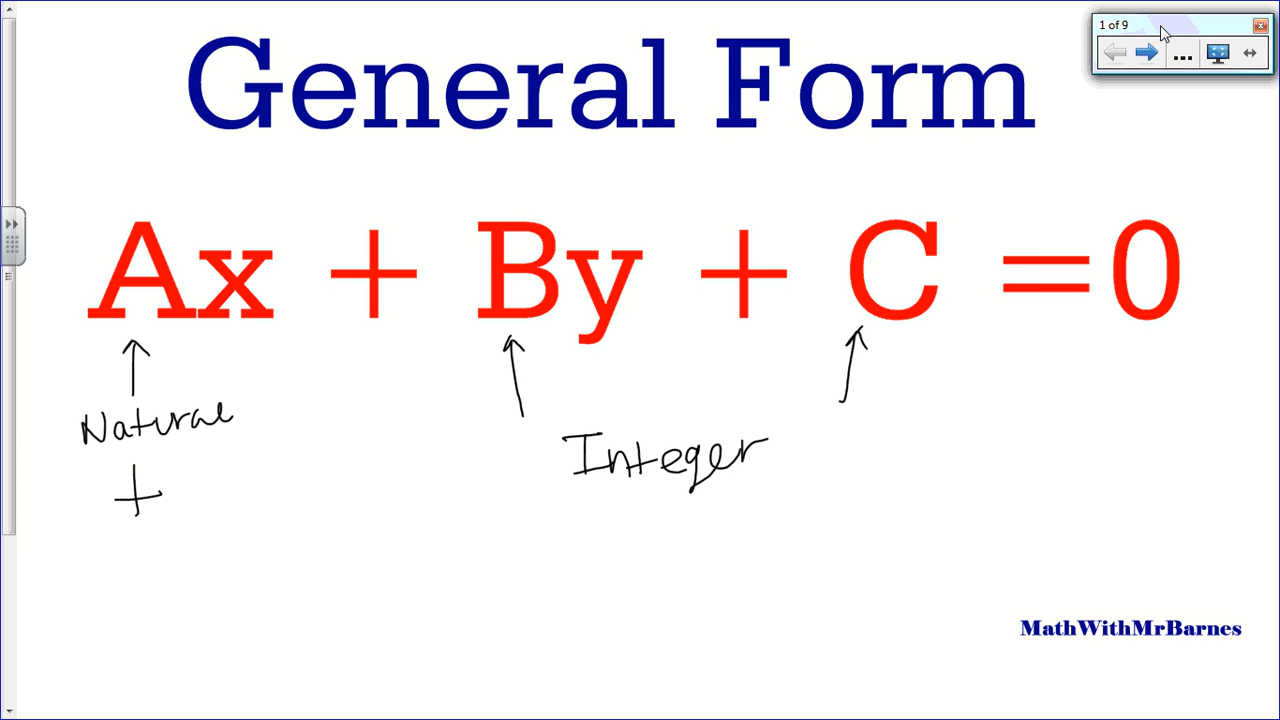 1 of 9
General Form
Ax + By + C =0
Natural
+
Integer
MathWithMrBarnes